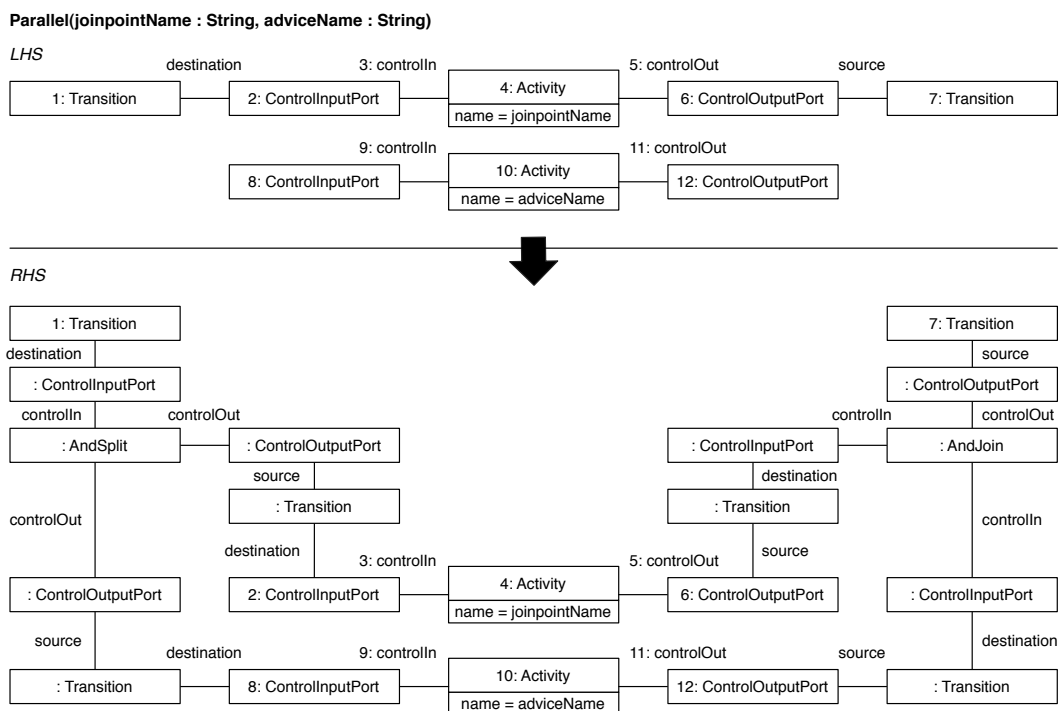 Parallel(joinpointName : String, adviceName : String)
LHS
destination 3: controlIn 5: controlOut source
1: Transition 2: ControlInputPort 4: Activity 6: ControlOutputPort 7: Transition
name = joinpointName
9: controlIn 11: controlOut
8: ControlInputPort 10: Activity 12: ControlOutputPort
name = adviceName
RHS
1: Transition 7: Transition
destination source
: ControlInputPort : ControlOutputPort
controlIn controlOut controlIn controlOut
: AndSplit : ControlOutputPort : ControlInputPort : AndJoin
source destination
: Transition : Transition
controlOut controlIn
destination 3: controlIn 5: controlOut source
: ControlOutputPort 2: ControlInputPort 4: Activity 6: ControlOutputPort : ControlInputPort
name = joinpointName
source destination
destination 9: controlIn 11: controlOut source
: Transition 8: ControlInputPort 10: Activity 12: ControlOutputPort : Transition
name = adviceName